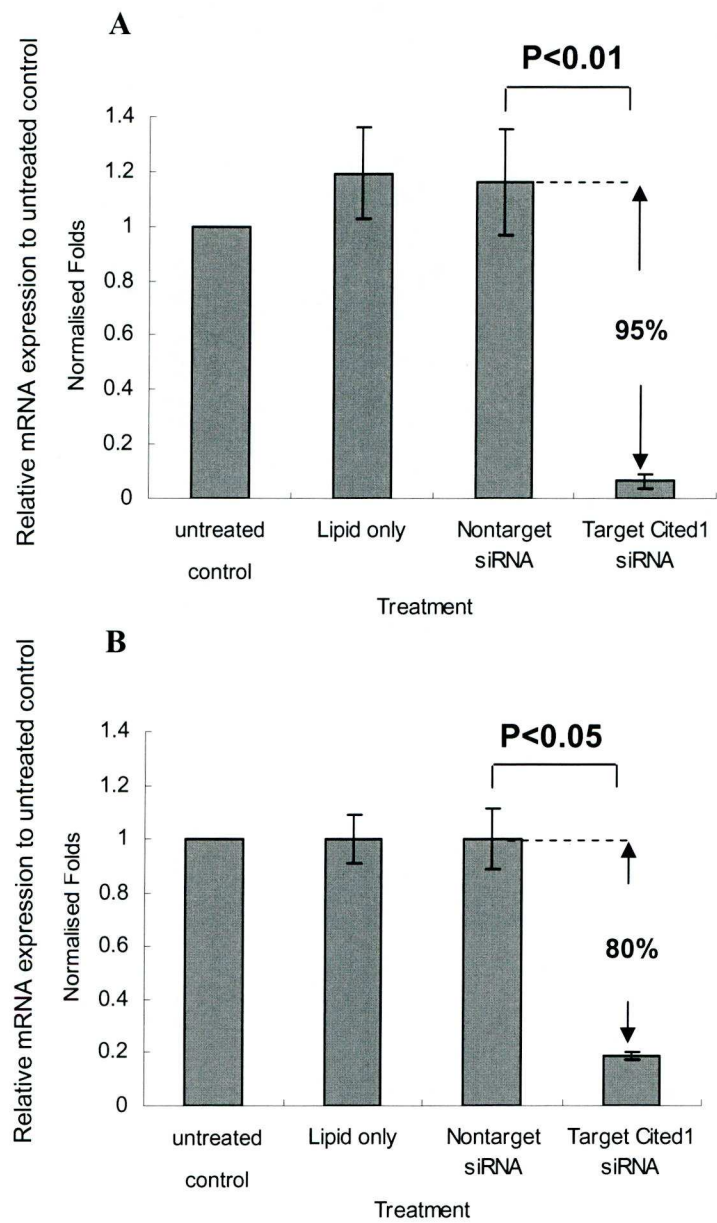 A
P<0.01
Relative mRNA expression to untreated control
Normalised Folds
1.4
1.2
1
0.8
0.6
0.4
0.2
0
95%
untreated
control
Lipid only
Nontarget
siRNA
Target Cited1
siRNA
Treatment
B
P<0.05
Relative mRNA expression to untreated control
Normalised Folds
1.4
1.2
1
0.8
0.6
0.4
0.2
0
80%
untreated
control
Lipid only
Nontarget
siRNA
Target Cited1
siRNA
Treatment